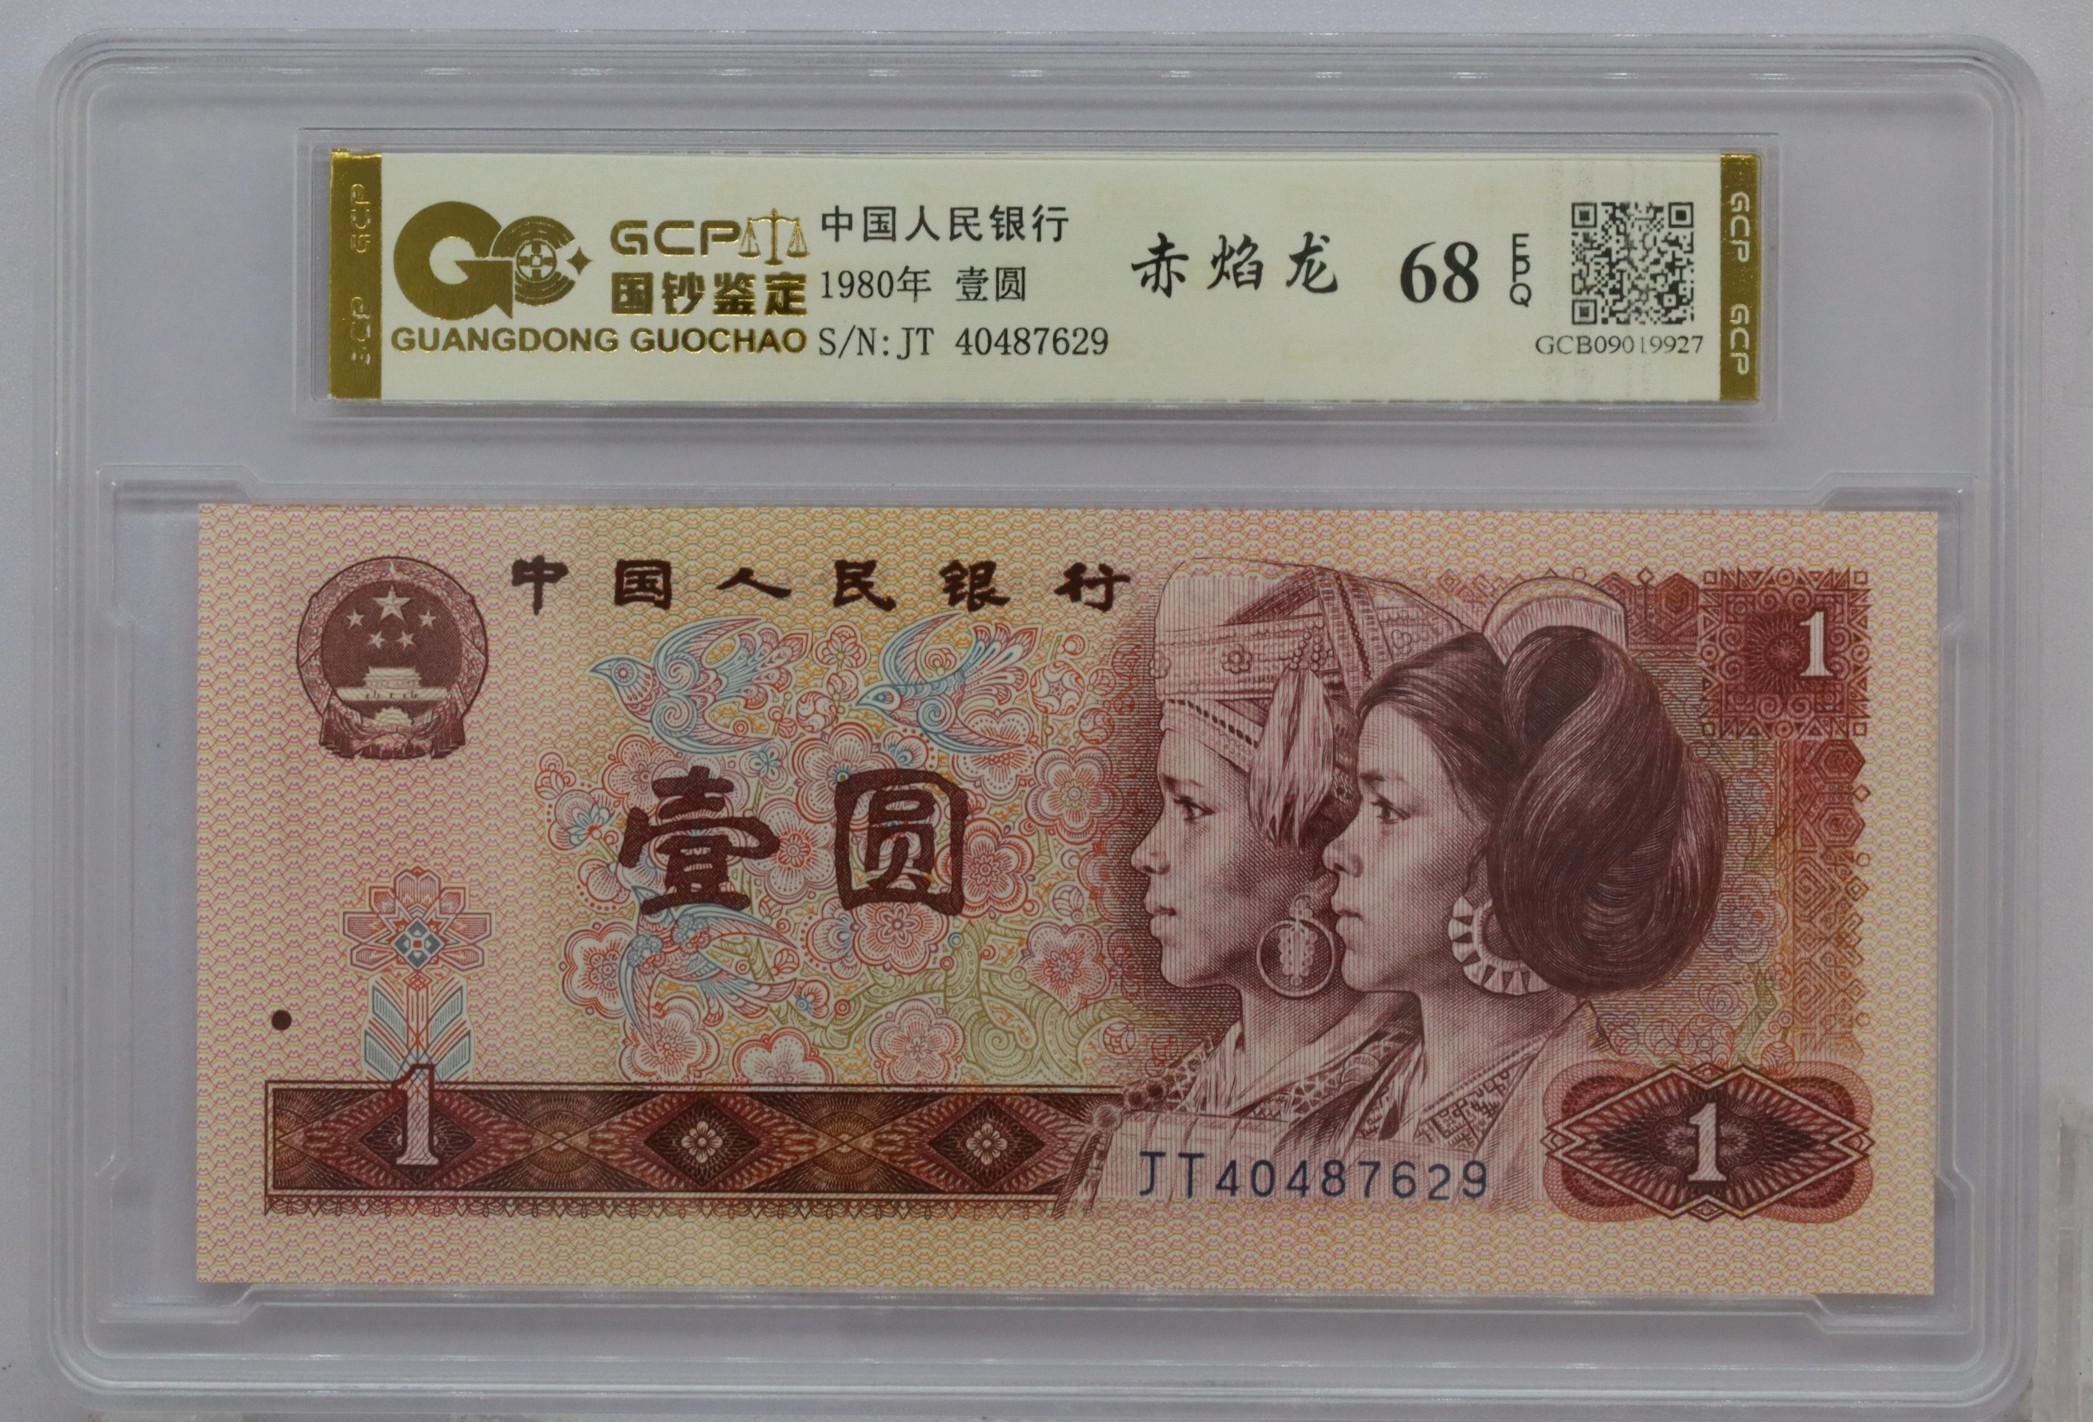 GCP GCP
GCP
国钞鉴定
GUANGDONG GUOCHAO
中国人民银行
1980年 壹圆
S/N:JT 40487629
赤焰龙
68
EPQ
GCB09019927
GCP GCP
中国人民银行
1
壹圆
1
1
JT40487629